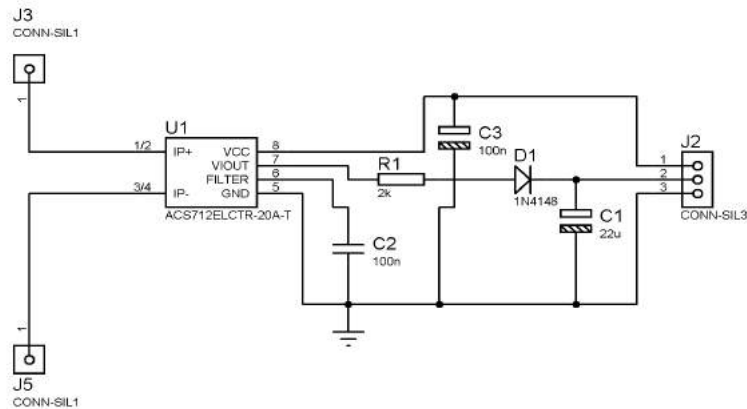 J3
CONN-SIL1
1
U1
1/2 IP+ VCC 8
VIOUT 7
FILTER 6
3/4 IP- GND 5
ACS712ELCTR-20A-T
R1
2k
C2
100n
C3
100n
D1
1N4148
C1
22u
J2
1
2
3
CONN-SIL3
1
J5
CONN-SIL1